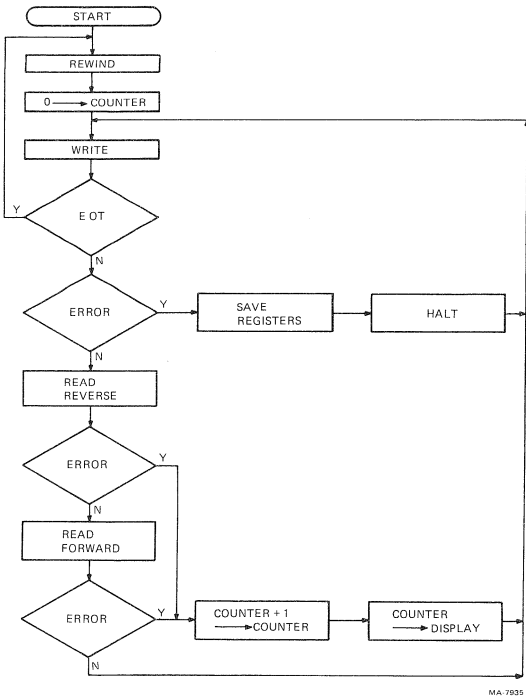 START
REWIND
0 → COUNTER
WRITE
Y
EOT
N
ERROR
Y
SAVE
REGISTERS
HALT
N
READ
REVERSE
ERROR
Y
N
READ
FORWARD
ERROR
Y
COUNTER + 1
→ COUNTER
COUNTER
→ DISPLAY
N
MA-7935